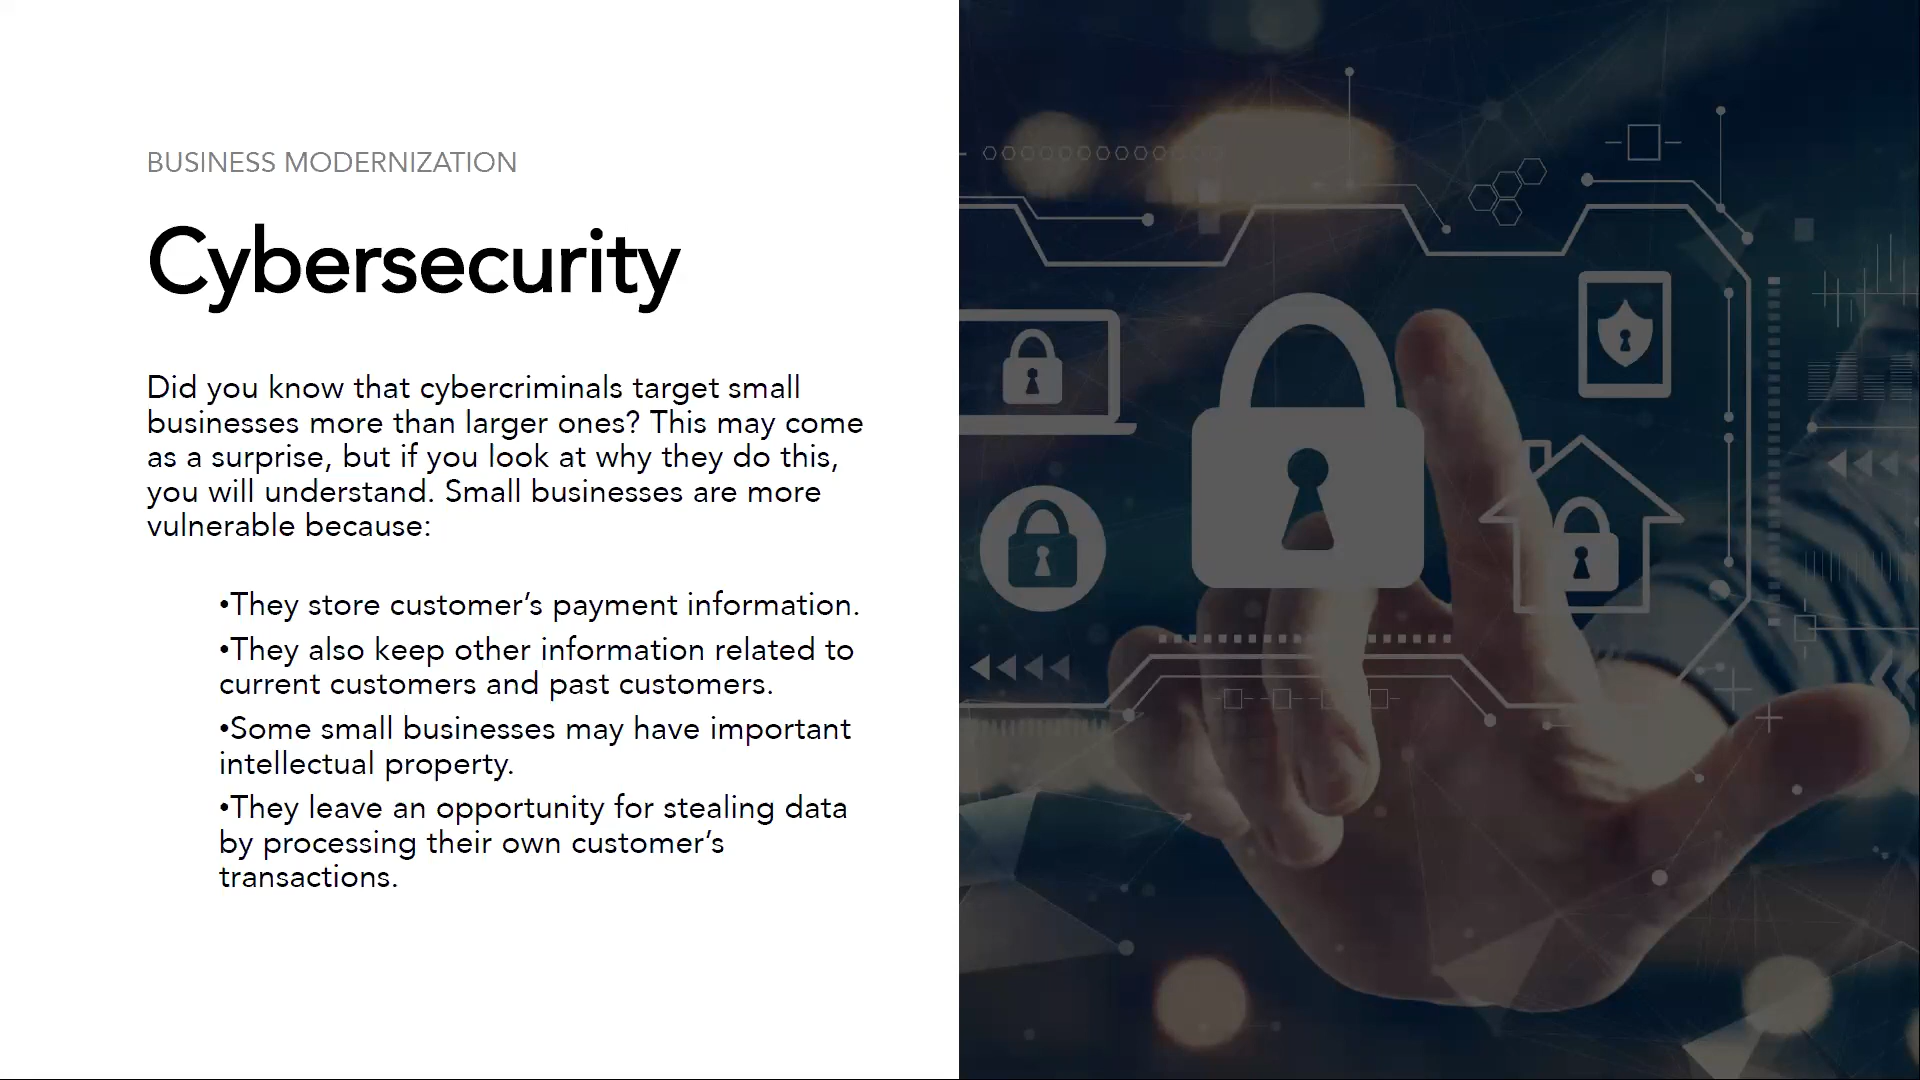 BUSINESS MODERNIZATION
Cybersecurity
Did you know that cybercriminals target small
businesses more than larger ones? This may come
as a surprise, but if you look at why they do this,
you will understand. Small businesses are more
vulnerable because:
•They store customer’s payment information.
•They also keep other information related to
current customers and past customers.
•Some small businesses may have important
intellectual property.
•They leave an opportunity for stealing data
by processing their own customer’s
transactions.